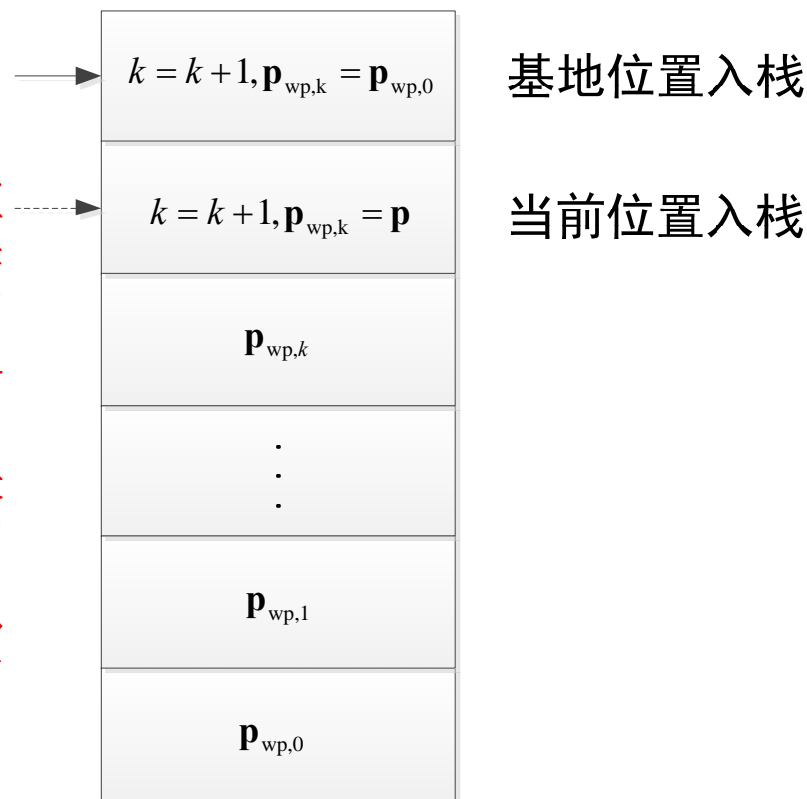 k = k + 1, p_wp,k = p_wp,0 基地位置入栈
k = k + 1, p_wp,k = p 当前位置入栈
p_wp,k
⋮
p_wp,1
p_wp,0